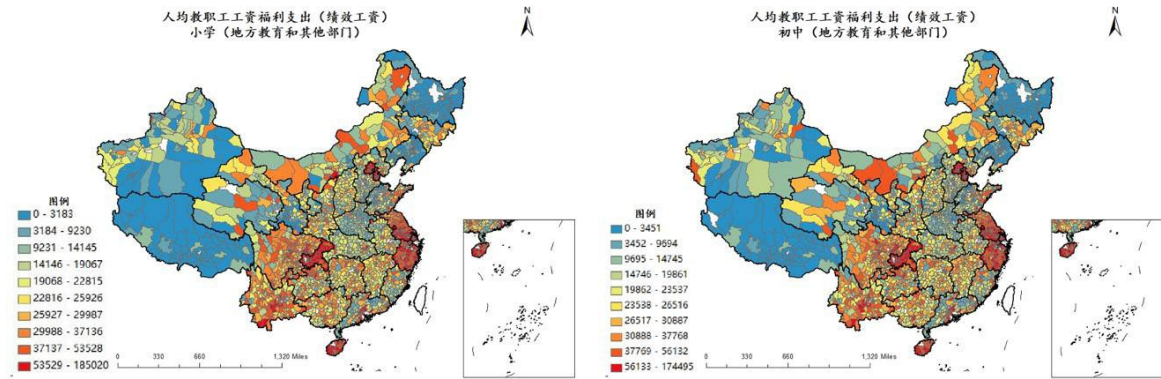 人均教职工工资福利支出（绩效工资）
小学（地方教育和其他部门）
N
图例
0 - 3183
3184 - 9230
9231 - 14145
14146 - 19067
19068 - 22815
22816 - 25926
25927 - 29987
29988 - 37136
37137 - 53528
53529 - 185020
0 330 660 1,320 Miles
人均教职工工资福利支出（绩效工资）
初中（地方教育和其他部门）
N
图例
0 - 3451
3452 - 9694
9695 - 14745
14746 - 19861
19862 - 23537
23538 - 26516
26517 - 30887
30888 - 37768
37769 - 56132
56133 - 174495
0 330 660 1,320 Miles